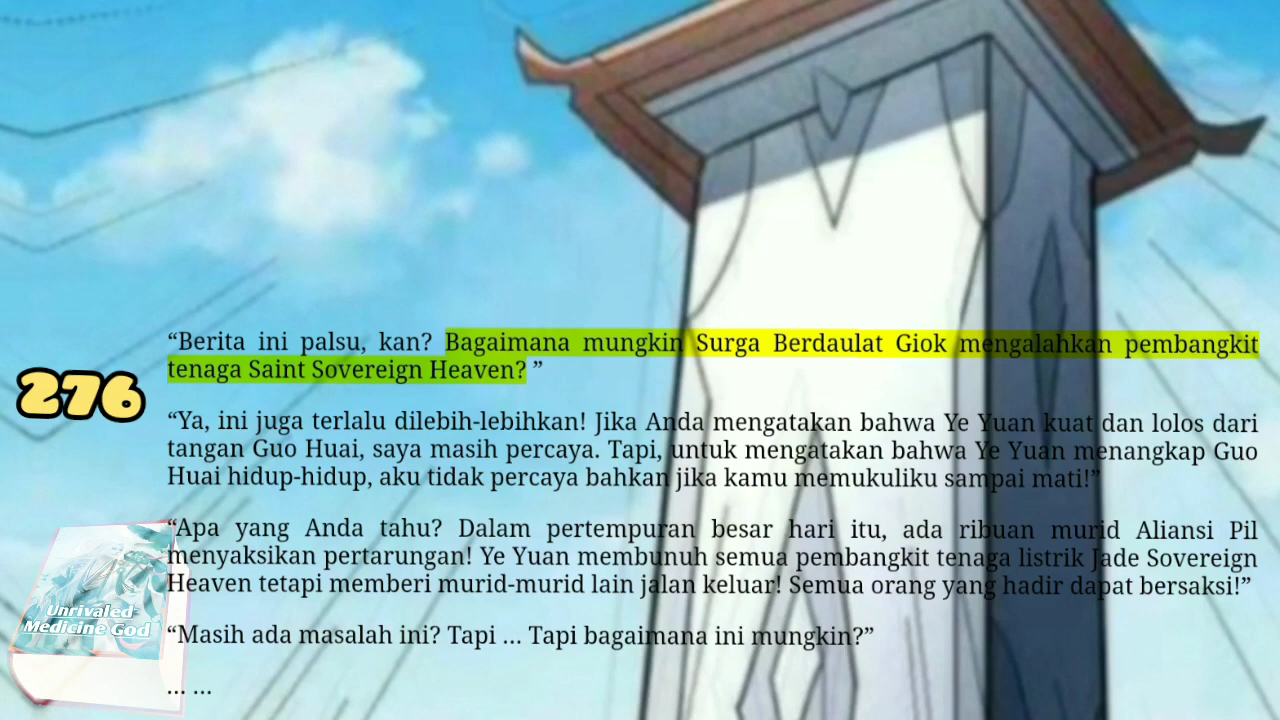 “Berita ini palsu, kan? Bagaimana mungkin Surga Berdaulat Giok mengalahkan pembangkit
tenaga Saint Sovereign Heaven? ”
“Ya, ini juga terlalu dilebih-lebihkan! Jika Anda mengatakan bahwa Ye Yuan kuat dan lolos dari
tangan Guo Huai, saya masih percaya. Tapi, untuk mengatakan bahwa Ye Yuan menangkap Guo
Huai hidup-hidup, aku tidak percaya bahkan jika kamu memukuliku sampai mati!”
276
“Apa yang Anda tahu? Dalam pertempuran besar hari itu, ada ribuan murid Aliansi Pil
menyaksikan pertarungan! Ye Yuan membunuh semua pembangkit tenaga listrik Jade Sovereign
Heaven tetapi memberi murid-murid lain jalan keluar! Semua orang yang hadir dapat bersaksi!”
“Masih ada masalah ini? Tapi … Tapi bagaimana ini mungkin?”
… …
Unrivaled
Medicine God